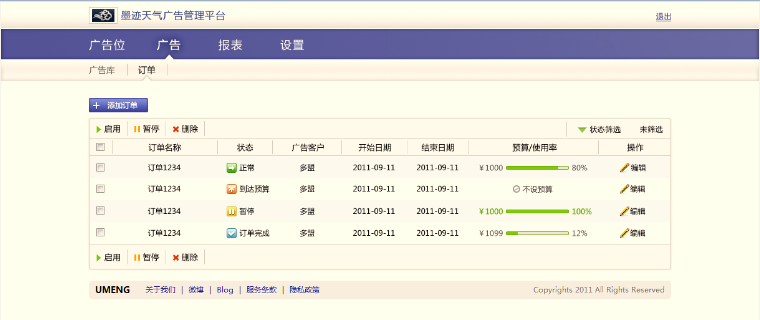 墨迹天气广告管理平台 退出
广告位 广告 报表 设置
广告库 订单
+ 添加订单
启用 暂停 删除 状态筛选 未筛选
订单名称 状态 广告客户 开始日期 结束日期 预算/使用率 操作
订单1234 正常 多盟 2011-09-11 2011-09-11 ¥1000 80% 编辑
订单1234 到达预算 多盟 2011-09-11 2011-09-11 不设预算 编辑
订单1234 暂停 多盟 2011-09-11 2011-09-11 ¥1000 100% 编辑
订单1234 订单完成 多盟 2011-09-11 2011-09-11 ¥1099 12% 编辑
启用 暂停 删除
UMENG 关于我们 | 微博 | Blog | 服务条款 | 隐私政策 Copyrights 2011 All Rights Reserved